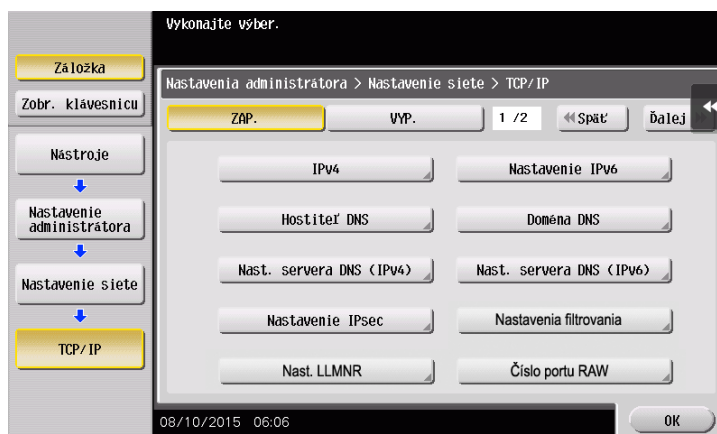 Vykonajte výber.
Záložka
Zobr. klávesnicu
Nástroje
Nastavenie
administrátora
Nastavenie siete
TCP/IP
Nastavenia administrátora > Nastavenie siete > TCP/IP
ZAP. VYP. 1 /2 Späť Ďalej
IPv4 Nastavenie IPv6
Hostiteľ DNS Doména DNS
Nast. servera DNS (IPv4) Nast. servera DNS (IPv6)
Nastavenie IPsec Nastavenia filtrovania
Nast. LLMNR Číslo portu RAW
08/10/2015 06:06 OK